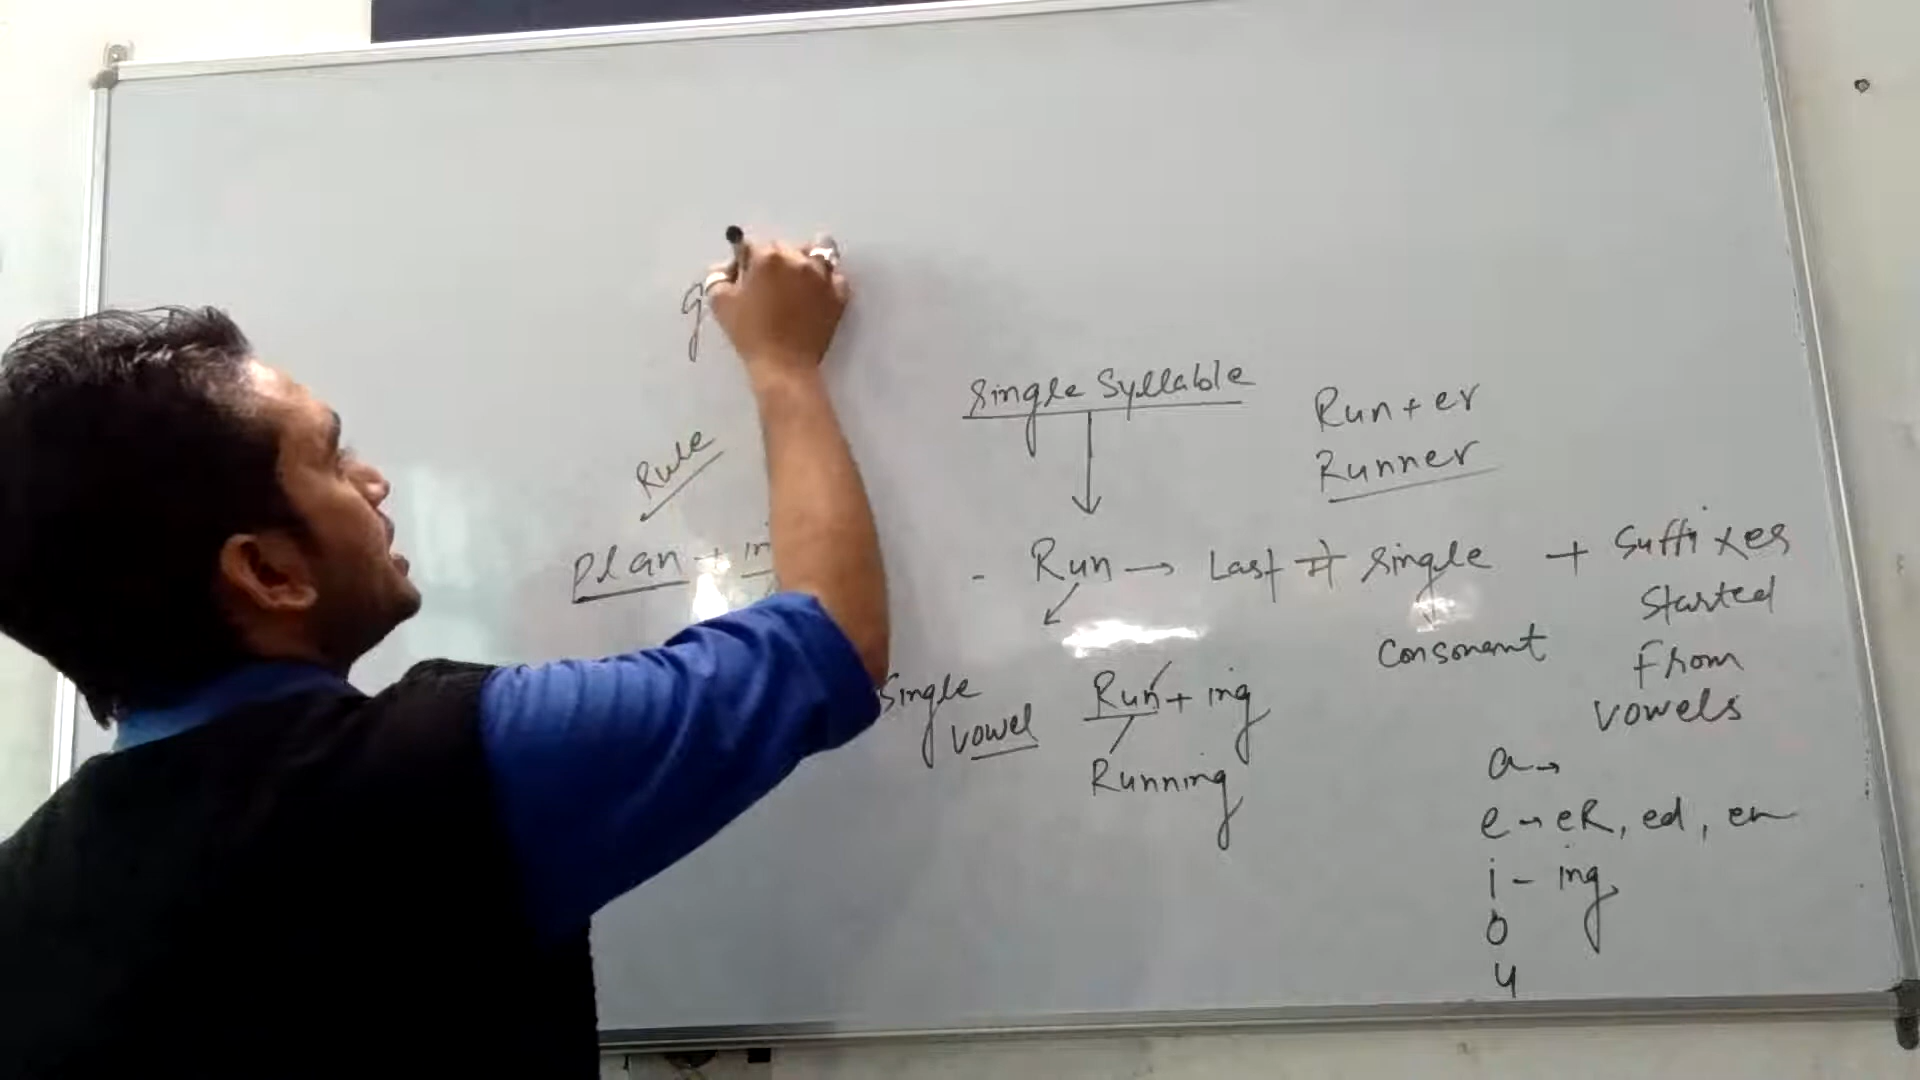 g
Single Syllable
Run + er
Runner
Rule
Plan + in
- Run → Last → single + Suffixes
Started
From
vowels
consonant
Single
vowel
Run + ing
Running
a →
e → eR, ed, en
i - ing
o
u